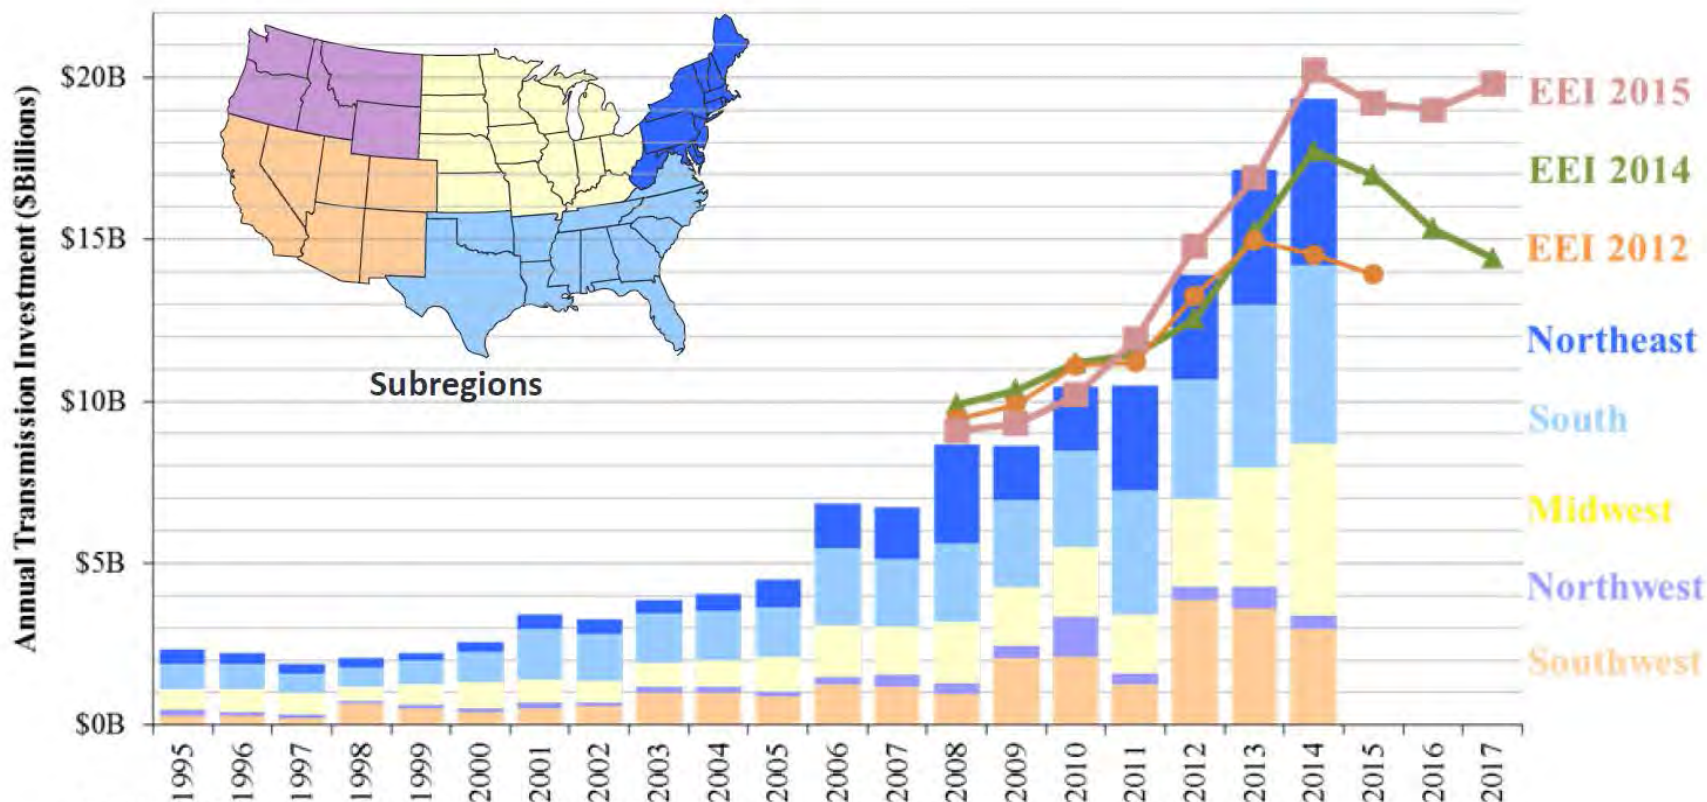 Annual Transmission Investment ($Billions)
$20B
$15B
$10B
$5B
$0B
Subregions
EEI 2015
EEI 2014
EEI 2012
Northeast
South
Midwest
Northwest
Southwest
1995
1996
1997
1998
1999
2000
2001
2002
2003
2004
2005
2006
2007
2008
2009
2010
2011
2012
2013
2014
2015
2016
2017